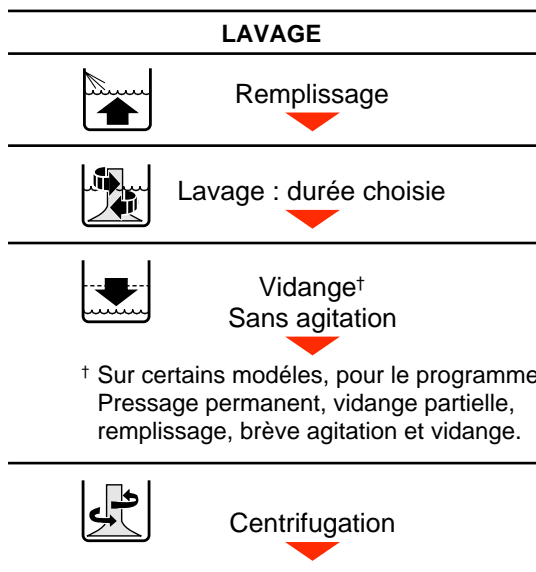 LAVAGE
Remplissage
Lavage : durée choisie
Vidange†
Sans agitation
† Sur certains modéles, pour le programme
Pressage permanent, vidange partielle,
remplissage, brève agitation et vidange.
Centrifugation